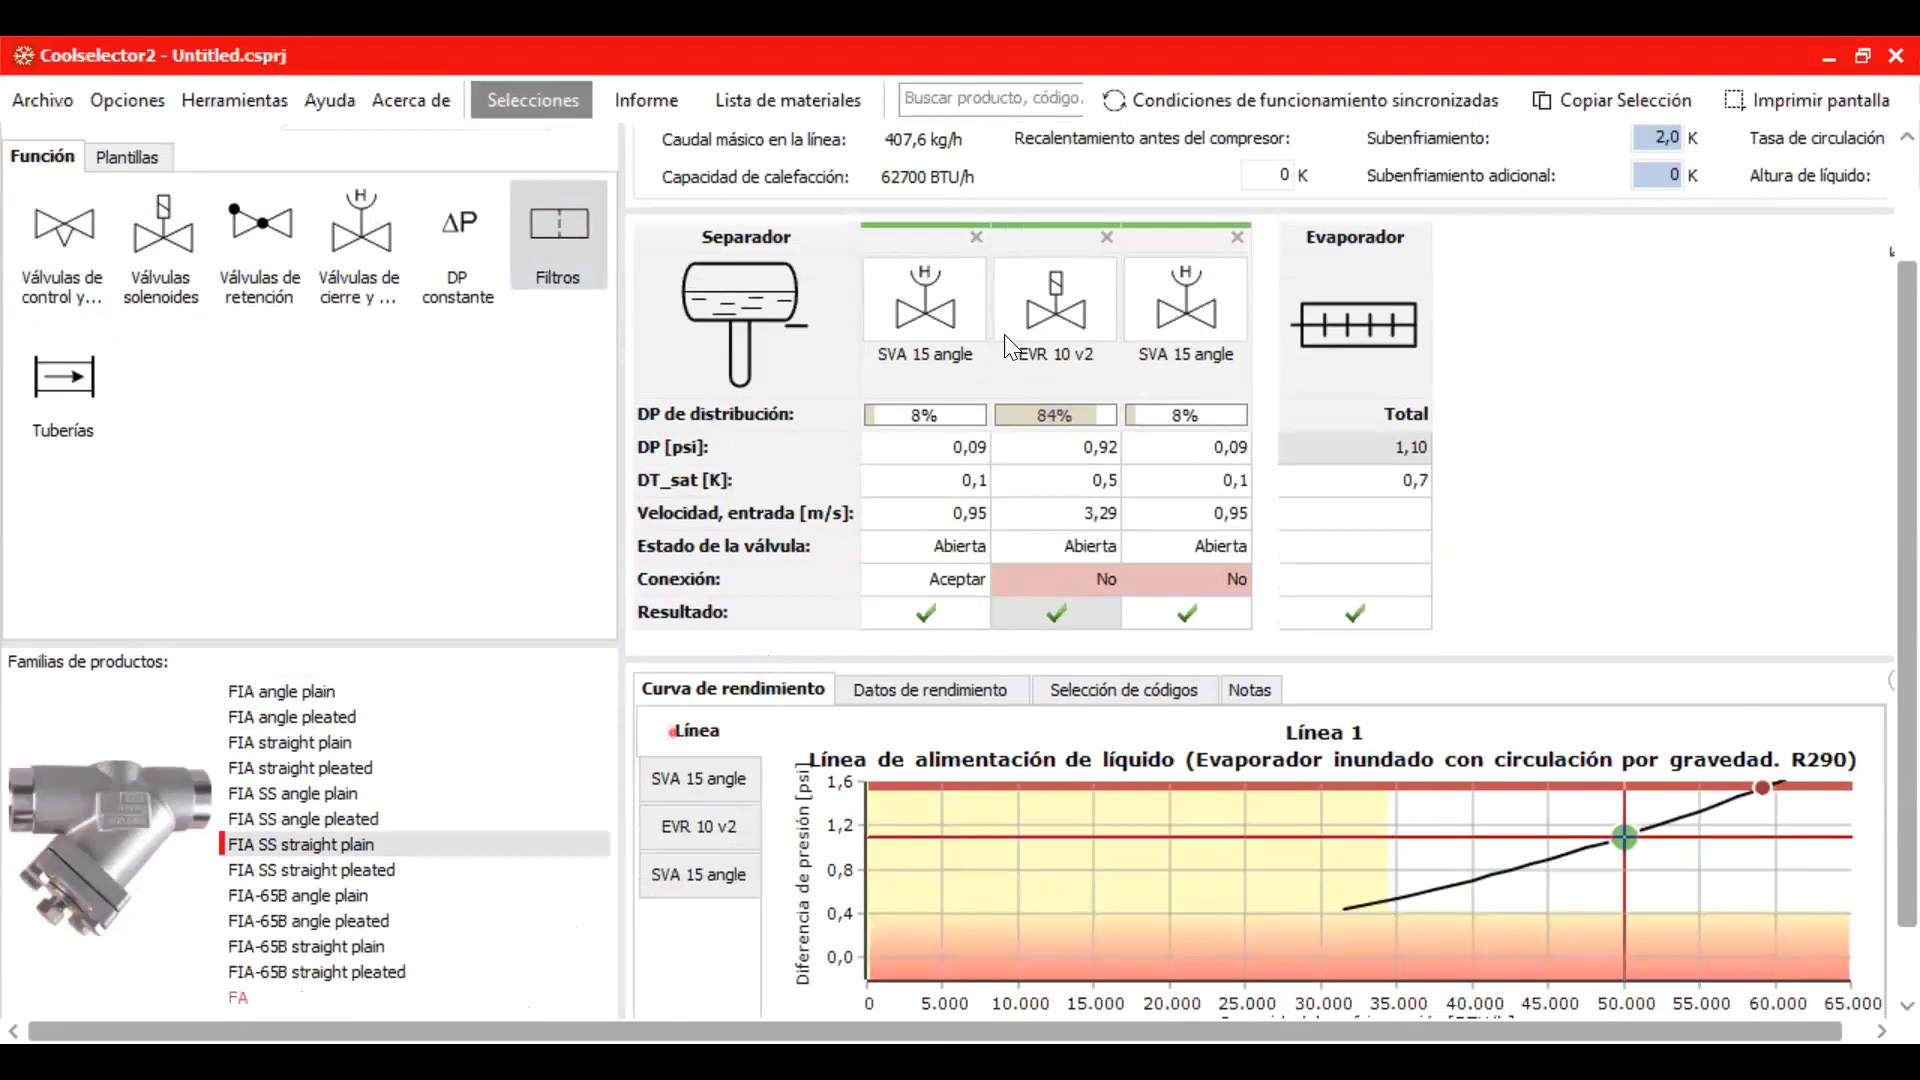 Coolselector2 - Untitled.csprj
Archivo Opciones Herramientas Ayuda Acerca de Selecciones Informe Lista de materiales Buscar producto, código. Condiciones de funcionamiento sincronizadas Copiar Selección Imprimir pantalla
Función Plantillas
Válvulas de control y...
Válvulas solenoides
Válvulas de retención
Válvulas de cierre y ...
ΔP
DP constante
Filtros
Tuberías
Caudal másico en la línea: 407,6 kg/h Recalentamiento antes del compresor: Subenfriamiento: 2,0 K Tasa de circulación
Capacidad de calefacción: 62700 BTU/h 0 K Subenfriamiento adicional: 0 K Altura de líquido:
Separador Evaporador
H H
SVA 15 angle EVR 10 v2 SVA 15 angle
DP de distribución: 8% 84% 8% Total
DP [psi]: 0,09 0,92 0,09 1,10
DT_sat [K]: 0,1 0,5 0,1 0,7
Velocidad, entrada [m/s]: 0,95 3,29 0,95
Estado de la válvula: Abierta Abierta Abierta
Conexión: Aceptar No No
Resultado:
Familias de productos:
FIA angle plain
FIA angle pleated
FIA straight plain
FIA straight pleated
FIA SS angle plain
FIA SS angle pleated
FIA SS straight plain
FIA SS straight pleated
FIA-65B angle plain
FIA-65B angle pleated
FIA-65B straight plain
FIA-65B straight pleated
FA
Curva de rendimiento Datos de rendimiento Selección de códigos Notas
Línea
SVA 15 angle
EVR 10 v2
SVA 15 angle
Línea 1
Línea de alimentación de líquido (Evaporador inundado con circulación por gravedad. R290)
Diferencia de presión [psi]
1,6
1,2
0,8
0,4
0,0
0 5.000 10.000 15.000 20.000 25.000 30.000 35.000 40.000 45.000 50.000 55.000 60.000 65.000